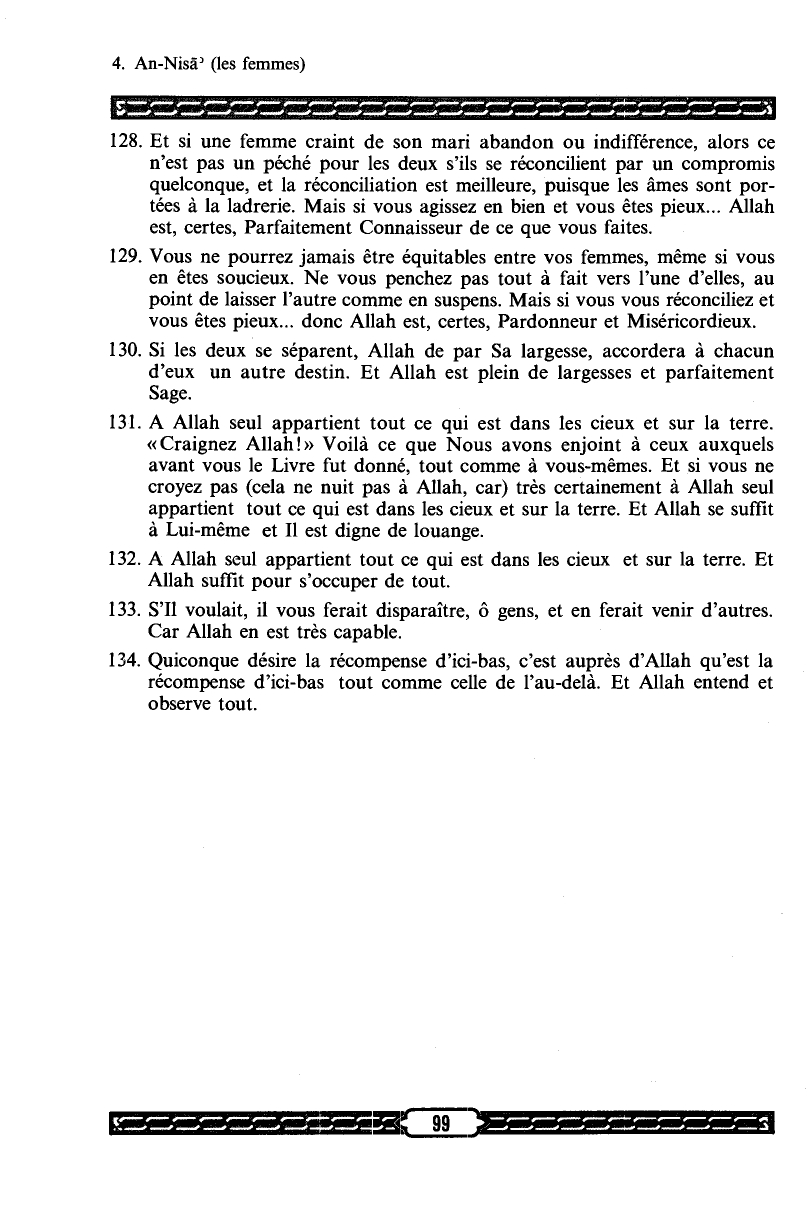 4. An-Nisāʾ (les femmes)
128. Et si une femme craint de son mari abandon ou indifférence, alors ce
n’est pas un péché pour les deux s’ils se réconcilient par un compromis
quelconque, et la réconciliation est meilleure, puisque les âmes sont por-
tées à la ladrerie. Mais si vous agissez en bien et vous êtes pieux... Allah
est, certes, Parfaitement Connaisseur de ce que vous faites.
129. Vous ne pourrez jamais être équitables entre vos femmes, même si vous
en êtes soucieux. Ne vous penchez pas tout à fait vers l’une d’elles, au
point de laisser l’autre comme en suspens. Mais si vous vous réconciliez et
vous êtes pieux... donc Allah est, certes, Pardonneur et Miséricordieux.
130. Si les deux se séparent, Allah de par Sa largesse, accordera à chacun
d’eux un autre destin. Et Allah est plein de largesses et parfaitement
Sage.
131. A Allah seul appartient tout ce qui est dans les cieux et sur la terre.
«Craignez Allah!» Voilà ce que Nous avons enjoint à ceux auxquels
avant vous le Livre fut donné, tout comme à vous-mêmes. Et si vous ne
croyez pas (cela ne nuit pas à Allah, car) très certainement à Allah seul
appartient tout ce qui est dans les cieux et sur la terre. Et Allah se suffit
à Lui-même et Il est digne de louange.
132. A Allah seul appartient tout ce qui est dans les cieux et sur la terre. Et
Allah suffit pour s’occuper de tout.
133. S’Il voulait, il vous ferait disparaître, ô gens, et en ferait venir d’autres.
Car Allah en est très capable.
134. Quiconque désire la récompense d’ici-bas, c’est auprès d’Allah qu’est la
récompense d’ici-bas tout comme celle de l’au-delà. Et Allah entend et
observe tout.
99